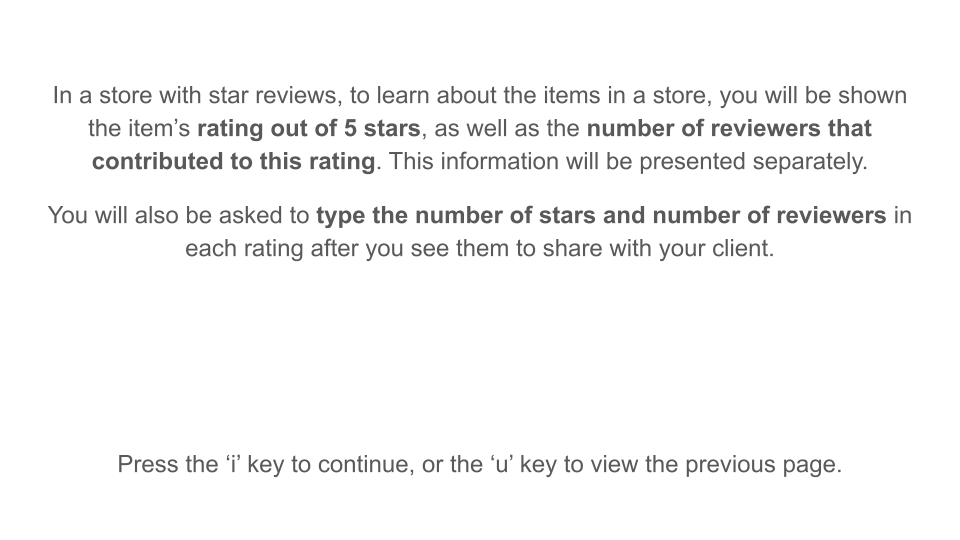 In a store with star reviews, to learn about the items in a store, you will be shown
the item’s rating out of 5 stars, as well as the number of reviewers that
contributed to this rating. This information will be presented separately.
You will also be asked to type the number of stars and number of reviewers in
each rating after you see them to share with your client.
Press the ‘i’ key to continue, or the ‘u’ key to view the previous page.